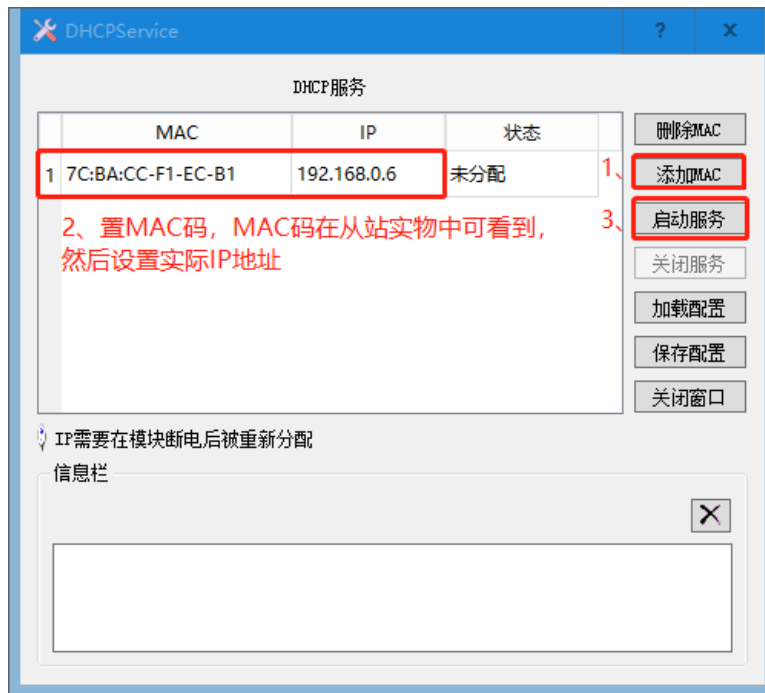 DHCPService
? x
DHCP服务
MAC IP 状态
删除MAC
1 7C:BA:CC-F1-EC-B1 192.168.0.6 未分配
1、 添加MAC
2、置MAC码，MAC码在从站实物中可看到，
然后设置实际IP地址
3、 启动服务
关闭服务
加载配置
保存配置
关闭窗口
IP需要在模块断电后被重新分配
信息栏